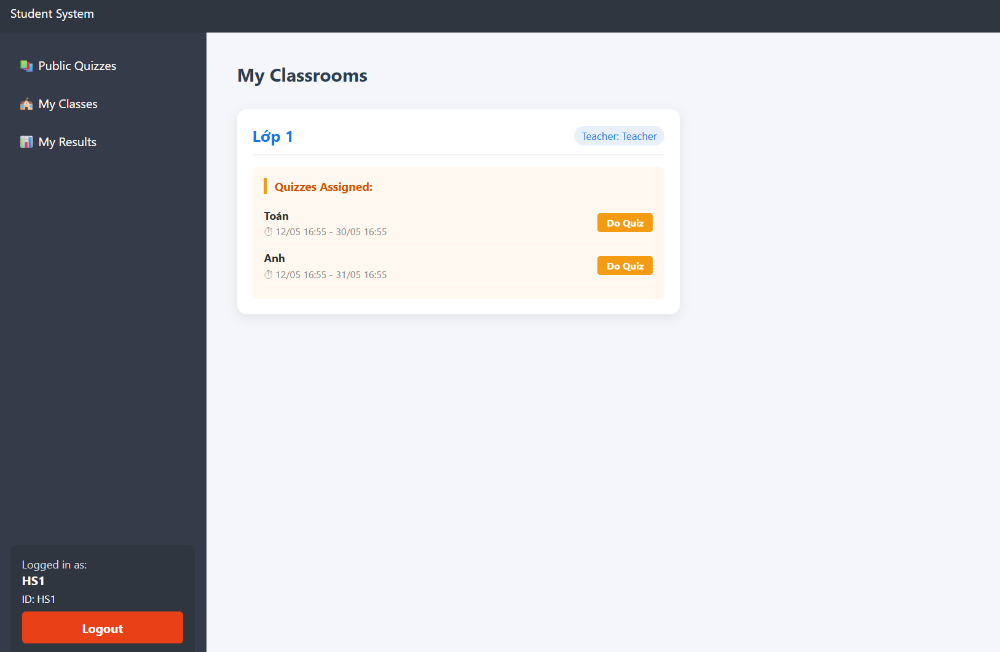 Student System
Public Quizzes
My Classes
My Results
My Classrooms
Lớp 1
Teacher: Teacher
Quizzes Assigned:
Toán
12/05 16:55 - 30/05 16:55
Do Quiz
Anh
12/05 16:55 - 31/05 16:55
Do Quiz
Logged in as:
HS1
ID: HS1
Logout